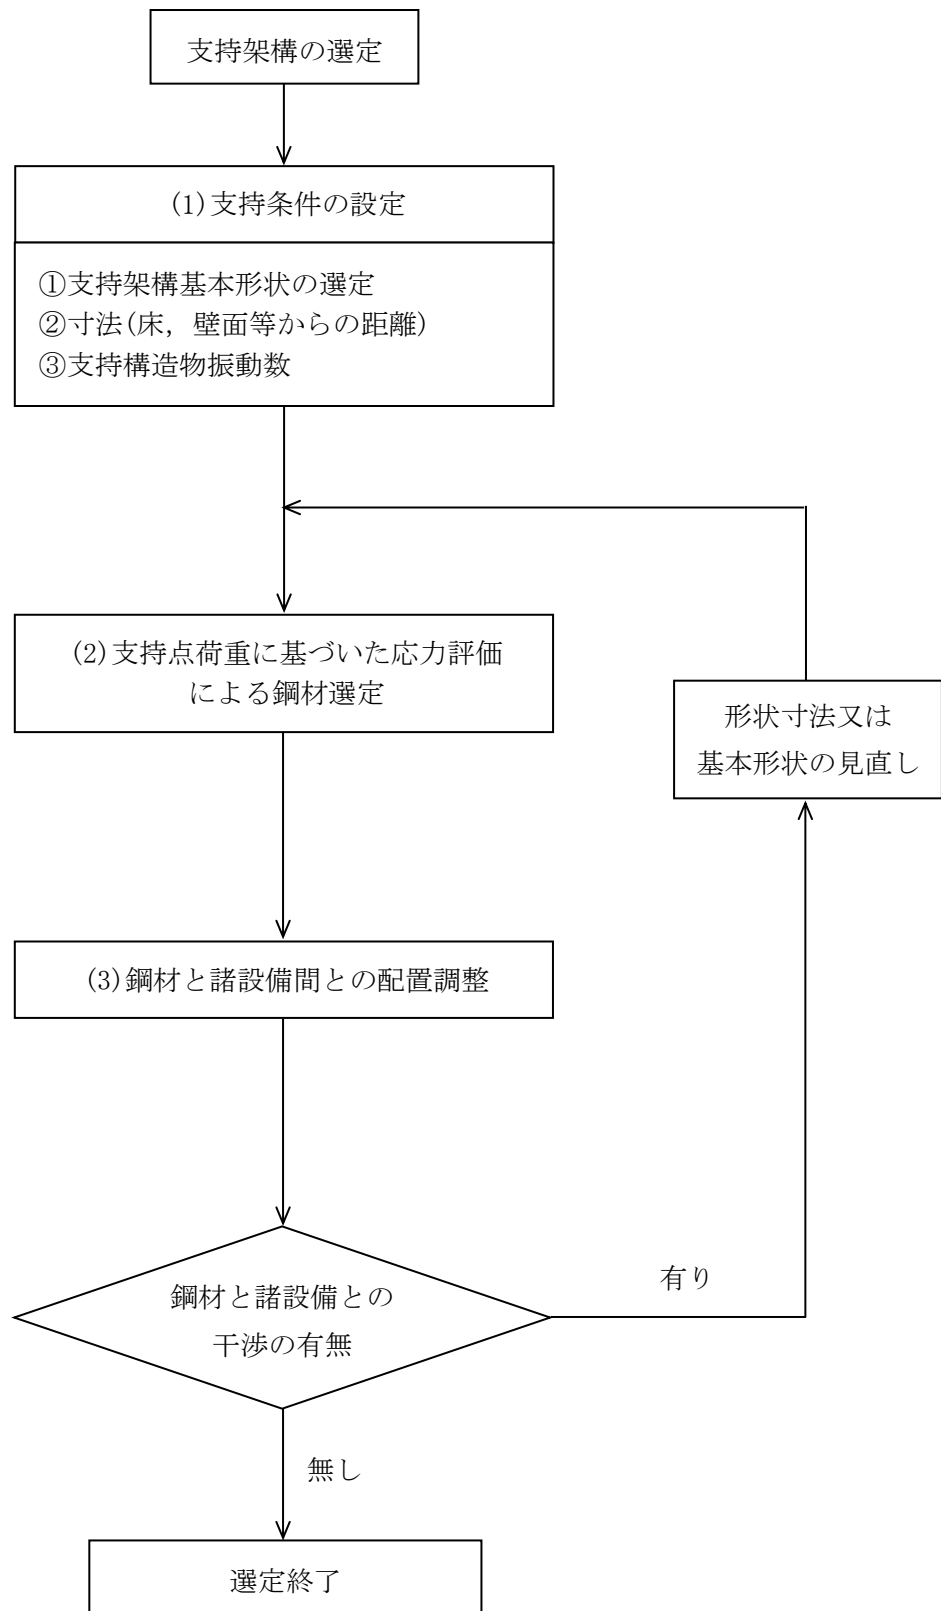 支持架構の選定
(1)支持条件の設定
①支持架構基本形状の選定
②寸法(床，壁面等からの距離)
③支持構造物振動数
(2)支持点荷重に基づいた応力評価
による鋼材選定
形状寸法又は
基本形状の見直し
(3)鋼材と諸設備間との配置調整
鋼材と諸設備との
干渉の有無
有り
無し
選定終了